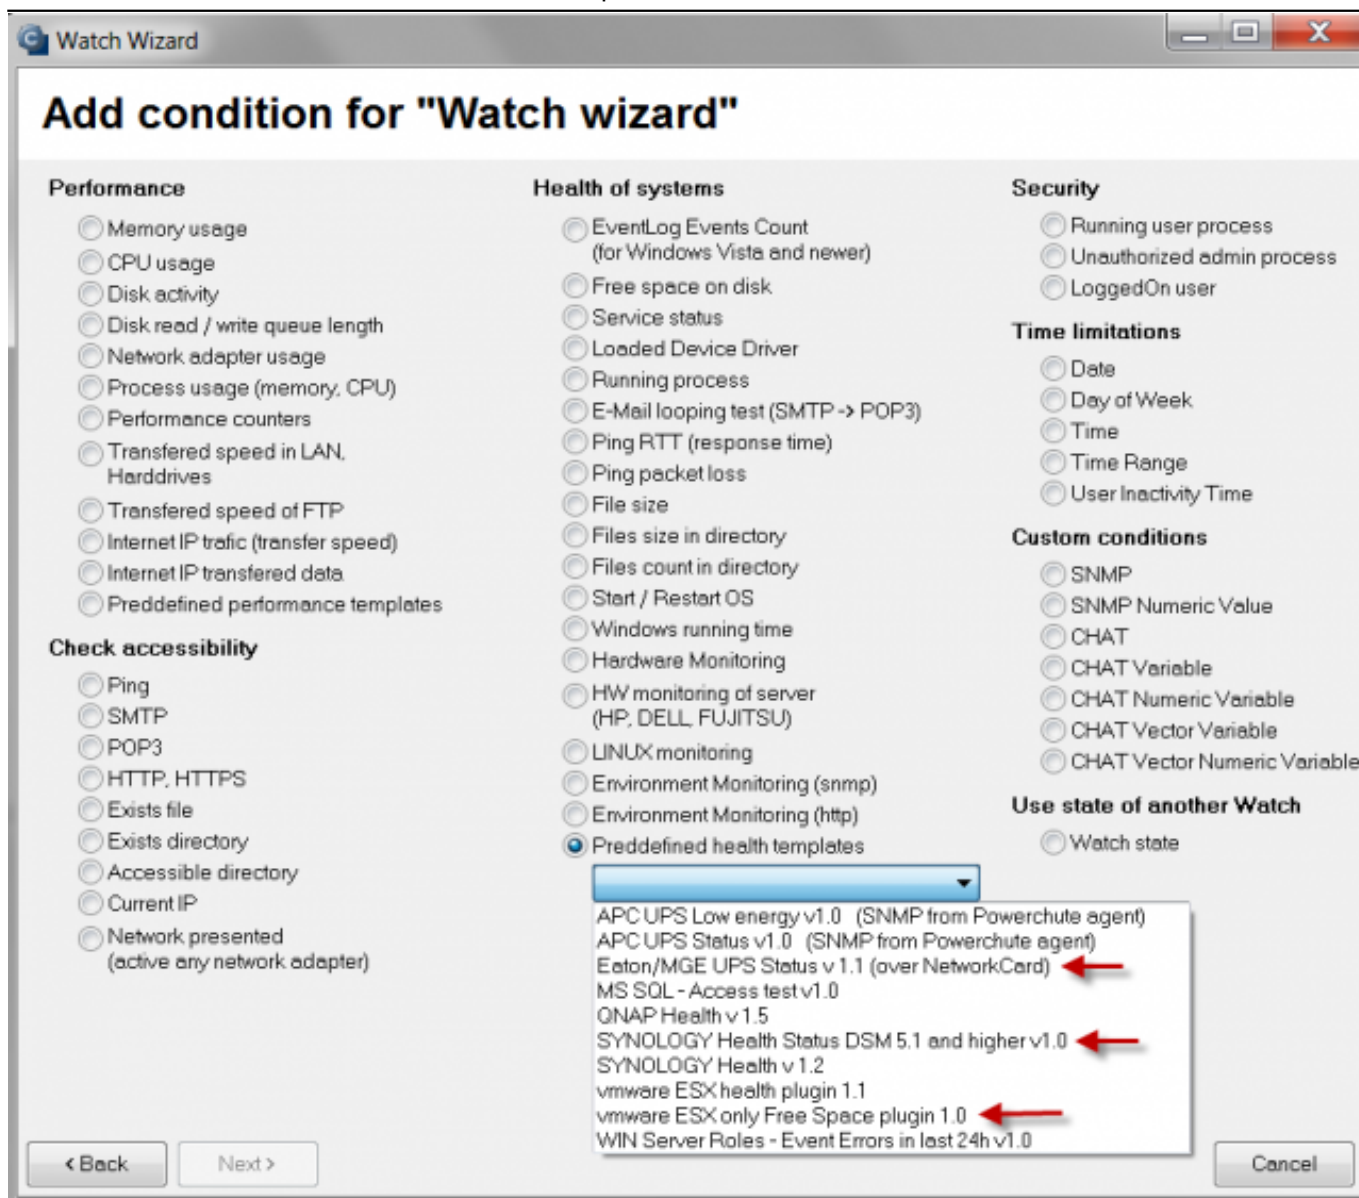 Watch Wizard
Add condition for "Watch wizard"
Performance
Memory usage
CPU usage
Disk activity
Disk read / write queue length
Network adapter usage
Process usage (memory, CPU)
Performance counters
Transfered speed in LAN,
Harddrives
Transfered speed of FTP
Internet IP trafic (transfer speed)
Internet IP transfered data
Preddefined performance templates
Check accessibility
Ping
SMTP
POP3
HTTP, HTTPS
Exists file
Exists directory
Accessible directory
Current IP
Network presented
(active any network adapter)
Health of systems
EventLog Events Count
(for Windows Vista and newer)
Free space on disk
Service status
Loaded Device Driver
Running process
E-Mail looping test (SMTP -> POP3)
Ping RTT (response time)
Ping packet loss
File size
Files size in directory
Files count in directory
Start / Restart OS
Windows running time
Hardware Monitoring
HW monitoring of server
(HP, DELL, FUJITSU)
LINUX monitoring
Environment Monitoring (snmp)
Environment Monitoring (http)
Preddefined health templates
APC UPS Low energy v1.0 (SNMP from Powerchute agent)
APC UPS Status v1.0 (SNMP from Powerchute agent)
Eaton/MGE UPS Status v 1.1 (over NetworkCard)
MS SQL - Access test v1.0
QNAP Health v 1.5
SYNOLOGY Health Status DSM 5.1 and higher v1.0
SYNOLOGY Health v 1.2
vmware ESX health plugin 1.1
vmware ESX only Free Space plugin 1.0
WIN Server Roles - Event Errors in last 24h v1.0
Security
Running user process
Unauthorized admin process
LoggedOn user
Time limitations
Date
Day of Week
Time
Time Range
User Inactivity Time
Custom conditions
SNMP
SNMP Numeric Value
CHAT
CHAT Variable
CHAT Numeric Variable
CHAT Vector Variable
CHAT Vector Numeric Variable
Use state of another Watch
Watch state
< Back
Next >
Cancel